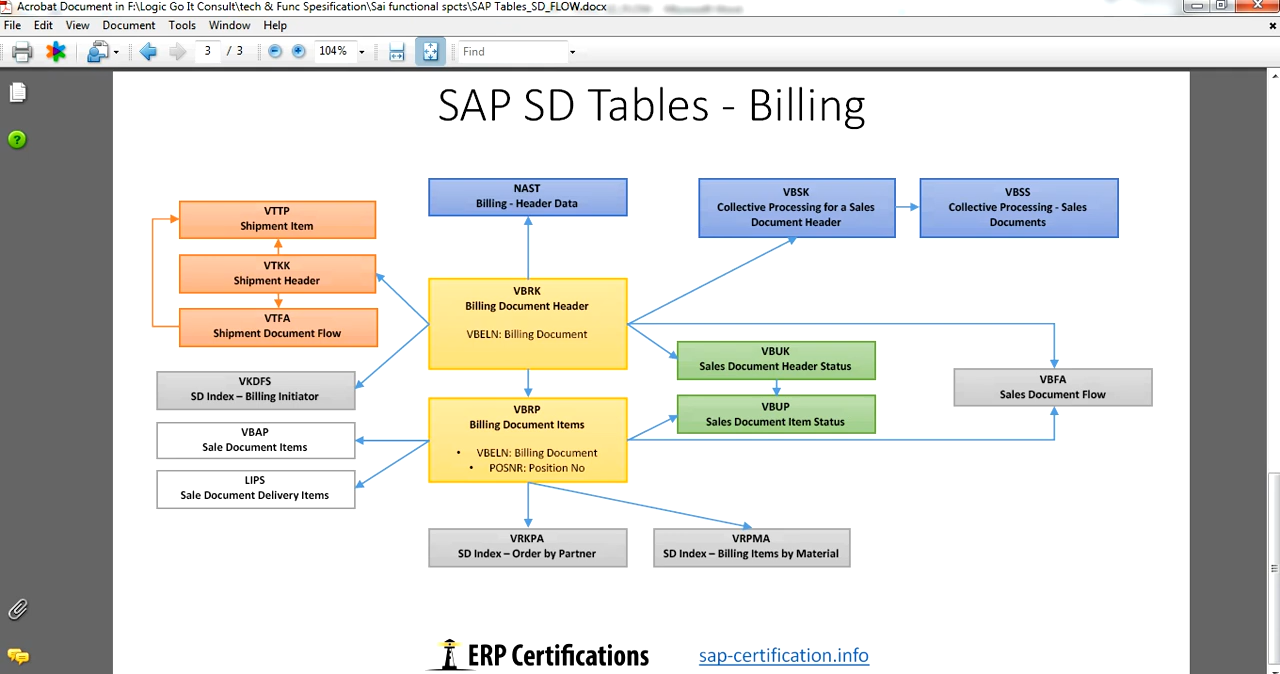 Acrobat Document in F:\Logic Go It Consult\tech & Func Spesification\Sai functional spcts\SAP Tables_SD_FLOW.docx
File Edit View Document Tools Window Help
3 / 3 104% Find
SAP SD Tables - Billing
NAST
Billing - Header Data
VBSK
Collective Processing for a Sales
Document Header
VBSS
Collective Processing - Sales
Documents
VTTP
Shipment Item
VTKK
Shipment Header
VTFA
Shipment Document Flow
VBRK
Billing Document Header
VBELN: Billing Document
VBUK
Sales Document Header Status
VBUP
Sales Document Item Status
VBFA
Sales Document Flow
VKDFS
SD Index – Billing Initiator
VBAP
Sale Document Items
LIPS
Sale Document Delivery Items
VBRP
Billing Document Items
• VBELN: Billing Document
• POSNR: Position No
VRKPA
SD Index – Order by Partner
VRPMA
SD Index – Billing Items by Material
ERP Certifications
sap-certification.info